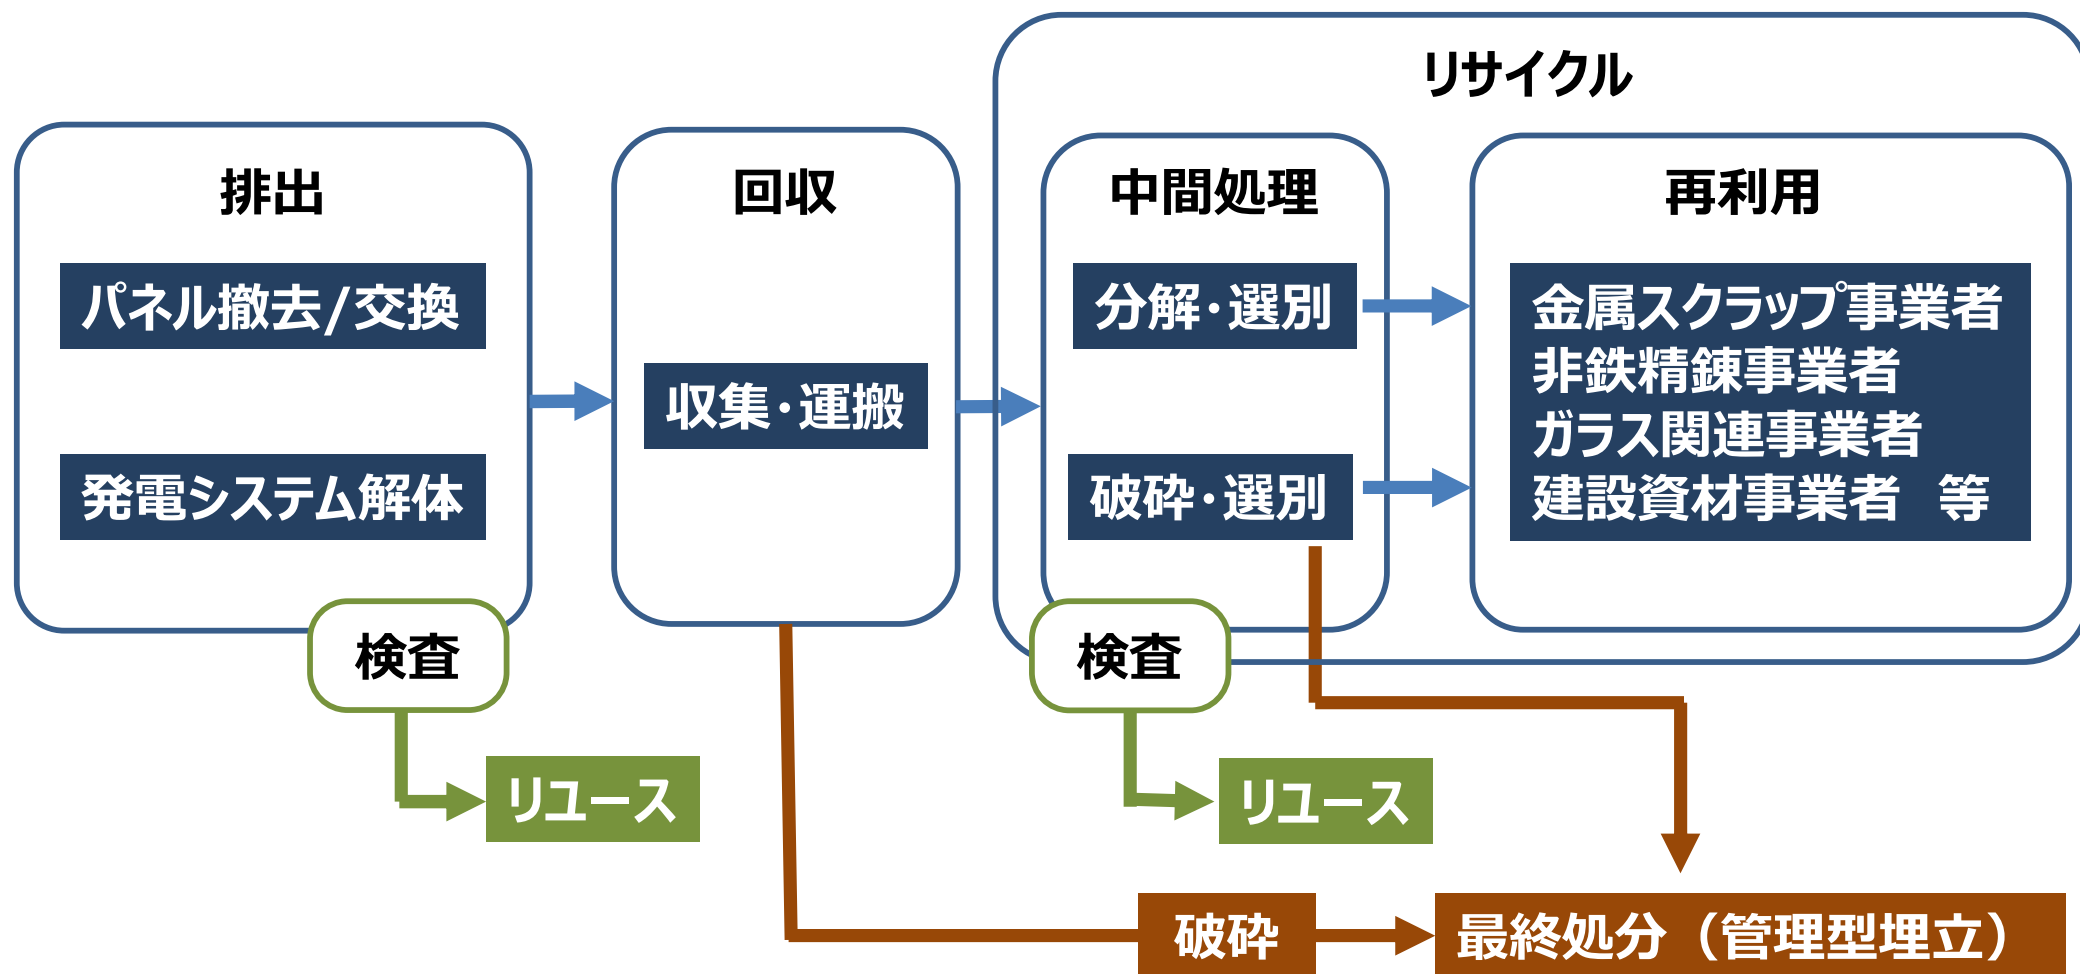 リサイクル
排出
回収
中間処理
再利用
パネル撤去/交換
発電システム解体
収集・運搬
分解・選別
破砕・選別
金属スクラップ事業者
非鉄精錬事業者
ガラス関連事業者
建設資材事業者　等
検査
検査
リユース
リユース
破砕
最終処分（管理型埋立）